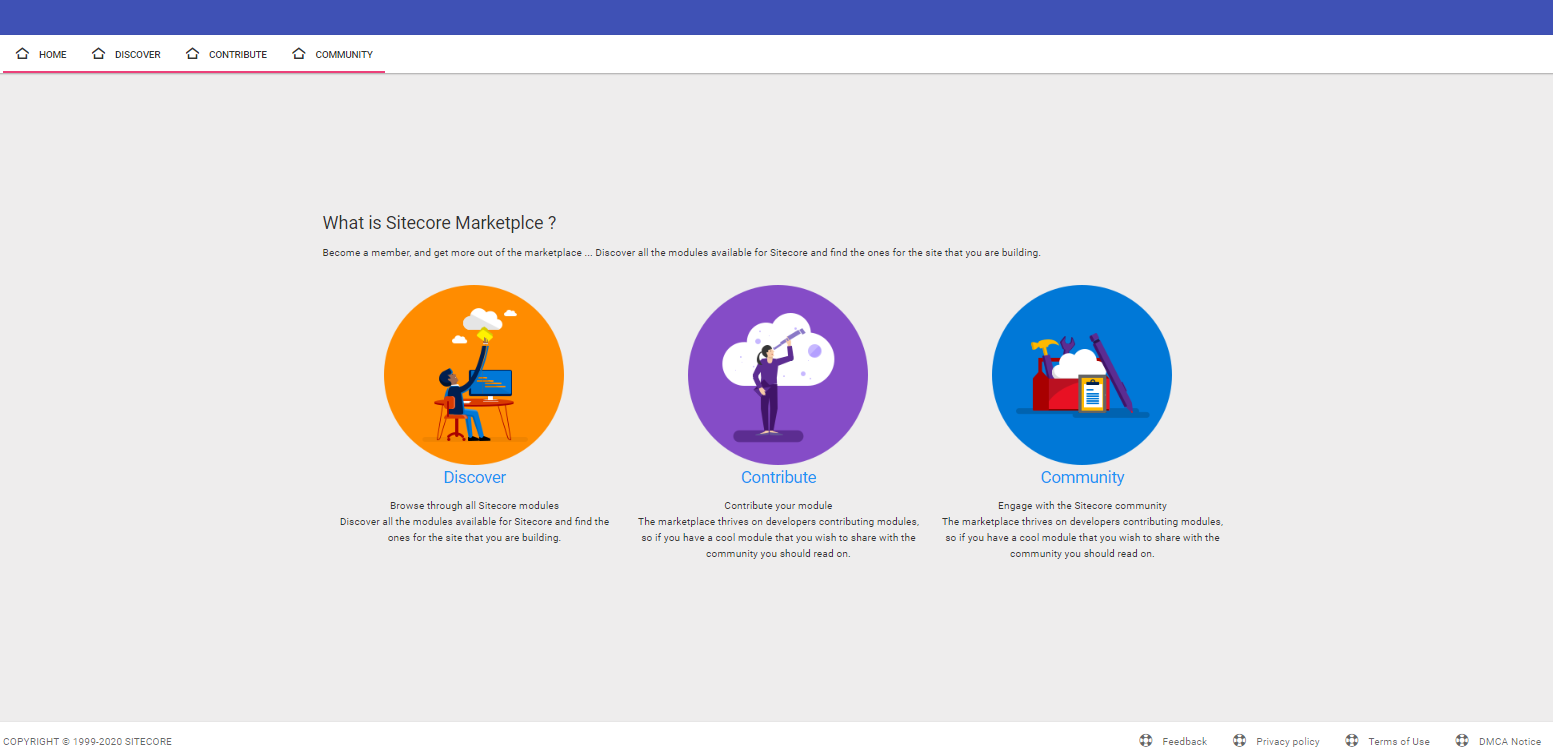 HOME DISCOVER CONTRIBUTE COMMUNITY
What is Sitecore Marketplce ?
Become a member, and get more out of the marketplace ... Discover all the modules available for Sitecore and find the ones for the site that you are building.
Discover
Browse through all Sitecore modules
Discover all the modules available for Sitecore and find the
ones for the site that you are building.
Contribute
Contribute your module
The marketplace thrives on developers contributing modules,
so if you have a cool module that you wish to share with the
community you should read on.
Community
Engage with the Sitecore community
The marketplace thrives on developers contributing modules,
so if you have a cool module that you wish to share with the
community you should read on.
COPYRIGHT © 1999-2020 SITECORE Feedback Privacy policy Terms of Use DMCA Notice